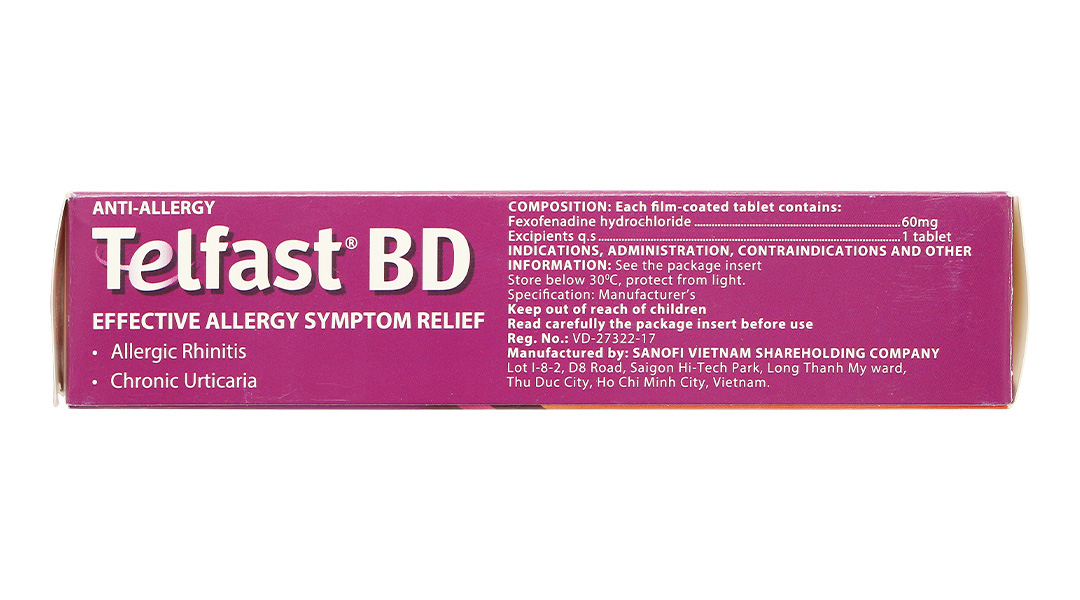 ANTI-ALLERGY
Telfast® BD
EFFECTIVE ALLERGY SYMPTOM RELIEF
• Allergic Rhinitis
• Chronic Urticaria
COMPOSITION: Each film-coated tablet contains:
Fexofenadine hydrochloride ........................ 60mg
Excipients q.s ........................ 1 tablet
INDICATIONS, ADMINISTRATION, CONTRAINDICATIONS AND OTHER
INFORMATION: See the package insert
Store below 30⁰C, protect from light.
Specification: Manufacturer's
Keep out of reach of children
Read carefully the package insert before use
Reg. No.: VD-27322-17
Manufactured by: SANOFI VIETNAM SHAREHOLDING COMPANY
Lot I-8-2, D8 Road, Saigon Hi-Tech Park, Long Thanh My ward,
Thu Duc City, Ho Chi Minh City, Vietnam.